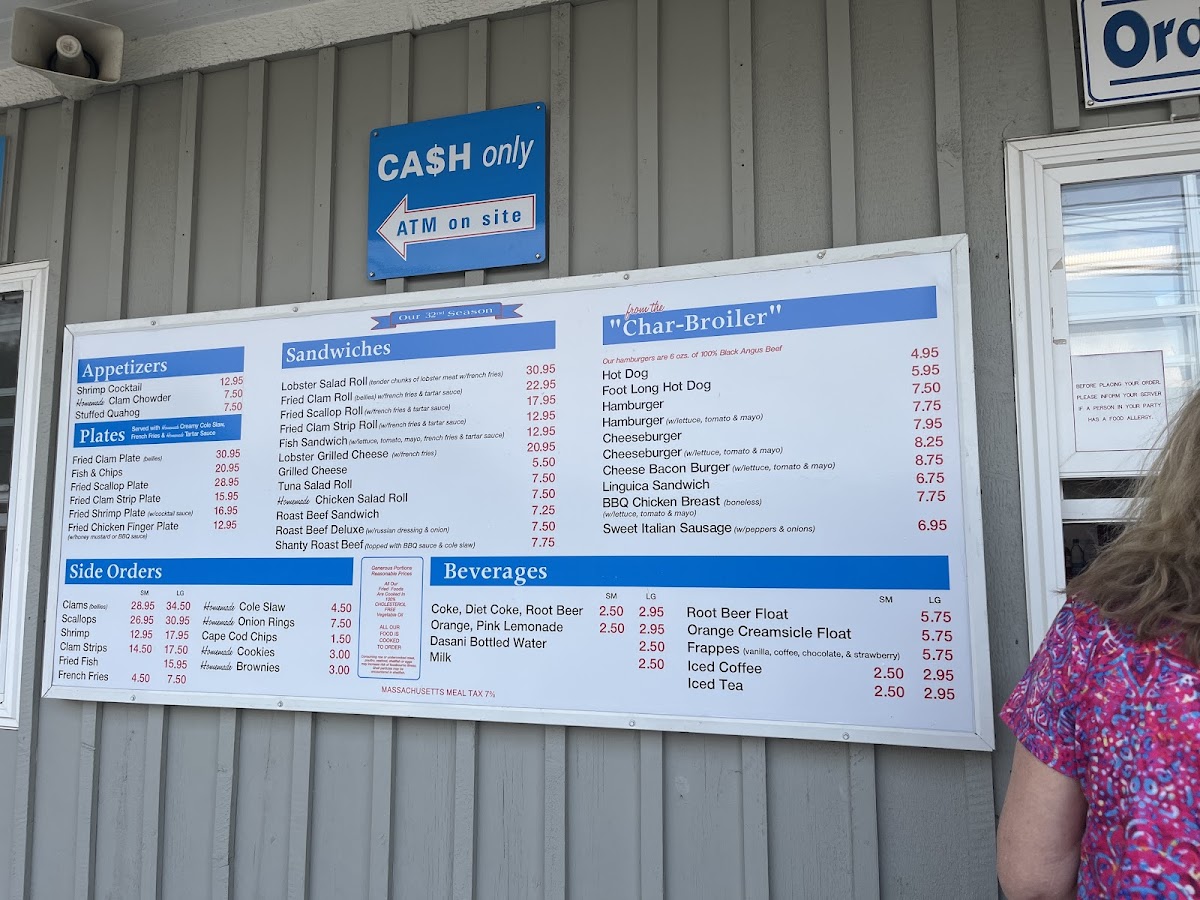 CA$H only
ATM on site
Ord
Our 32nd Season
Appetizers
Shrimp Cocktail 12.95
Homemade Clam Chowder 7.50
Stuffed Quahog 7.50
Plates Served with Homemade Creamy Cole Slaw,
French Fries & Homemade Tartar Sauce
Fried Clam Plate (bellies) 30.95
Fish & Chips 20.95
Fried Scallop Plate 28.95
Fried Clam Strip Plate 15.95
Fried Shrimp Plate (w/cocktail sauce) 16.95
Fried Chicken Finger Plate 12.95
(w/honey mustard or BBQ sauce)
Sandwiches
Lobster Salad Roll (tender chunks of lobster meat w/french fries) 30.95
Fried Clam Roll (bellies) w/french fries & tartar sauce) 22.95
Fried Scallop Roll (w/french fries & tartar sauce) 17.95
Fried Clam Strip Roll (w/french fries & tartar sauce) 12.95
Fish Sandwich (w/lettuce, tomato, mayo, french fries & tartar sauce) 12.95
Lobster Grilled Cheese (w/french fries) 20.95
Grilled Cheese 5.50
Tuna Salad Roll 7.50
Homemade Chicken Salad Roll 7.50
Roast Beef Sandwich 7.25
Roast Beef Deluxe (w/russian dressing & onion) 7.50
Shanty Roast Beef (topped with BBQ sauce & cole slaw) 7.75
from the
"Char-Broiler"
Our hamburgers are 6 ozs. of 100% Black Angus Beef
Hot Dog 4.95
Foot Long Hot Dog 5.95
Hamburger 7.50
Hamburger (w/lettuce, tomato & mayo) 7.75
Cheeseburger 7.95
Cheeseburger (w/lettuce, tomato & mayo) 8.25
Cheese Bacon Burger (w/lettuce, tomato & mayo) 8.75
Linguica Sandwich 6.75
BBQ Chicken Breast (boneless) 7.75
(w/lettuce, tomato & mayo)
Sweet Italian Sausage (w/peppers & onions) 6.95
Side Orders
SM LG
Clams (bellies) 28.95 34.50
Scallops 26.95 30.95
Shrimp 12.95 17.95
Clam Strips 14.50 17.50
Fried Fish 15.95
French Fries 4.50 7.50
Homemade Cole Slaw 4.50
Homemade Onion Rings 7.50
Cape Cod Chips 1.50
Homemade Cookies 3.00
Homemade Brownies 3.00
Generous Portions
Reasonable Prices
All Our
Fried Foods
Are Cooked in
100%
CHOLESTEROL
FREE
Vegetable Oil
ALL OUR
FOOD IS
COOKED
TO ORDER
MASSACHUSETTS MEAL TAX 7%
Beverages
SM LG
Coke, Diet Coke, Root Beer 2.50 2.95
Orange, Pink Lemonade 2.50 2.95
Dasani Bottled Water 2.50
Milk 2.50
SM LG
Root Beer Float 5.75
Orange Creamsicle Float 5.75
Frappes (vanilla, coffee, chocolate, & strawberry) 5.75
Iced Coffee 2.50 2.95
Iced Tea 2.50 2.95
BEFORE PLACING YOUR ORDER,
PLEASE INFORM YOUR SERVER
IF A PERSON IN YOUR PARTY
HAS A FOOD ALLERGY.